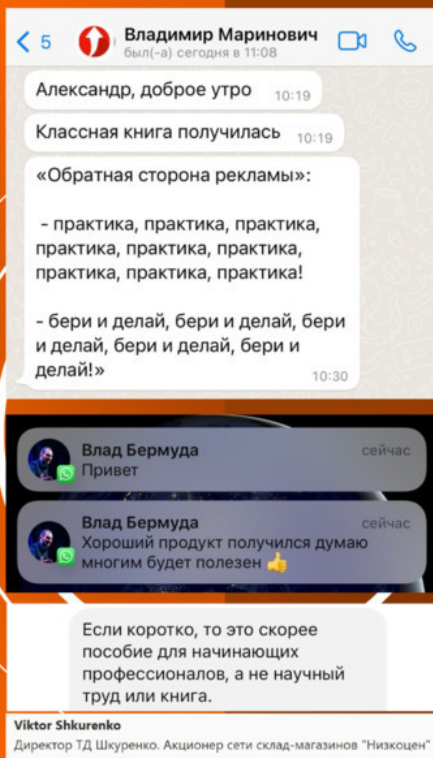 5
Владимир Маринович
был(-а) сегодня в 11:08
Александр, доброе утро 10:19
Классная книга получилась 10:19
«Обратная сторона рекламы»:
- практика, практика, практика,
практика, практика, практика,
практика, практика, практика!
- бери и делай, бери и делай, бери
и делай, бери и делай, бери и
делай!»
10:30
Влад Бермуда сейчас
Привет
Влад Бермуда сейчас
Хороший продукт получился думаю
многим будет полезен 👍
Если коротко, то это скорее
пособие для начинающих
профессионалов, а не научный
труд или книга.
Viktor Shkurenko
Директор ТД Шкуренко. Акционер сети склад-магазинов "Низкоцен"